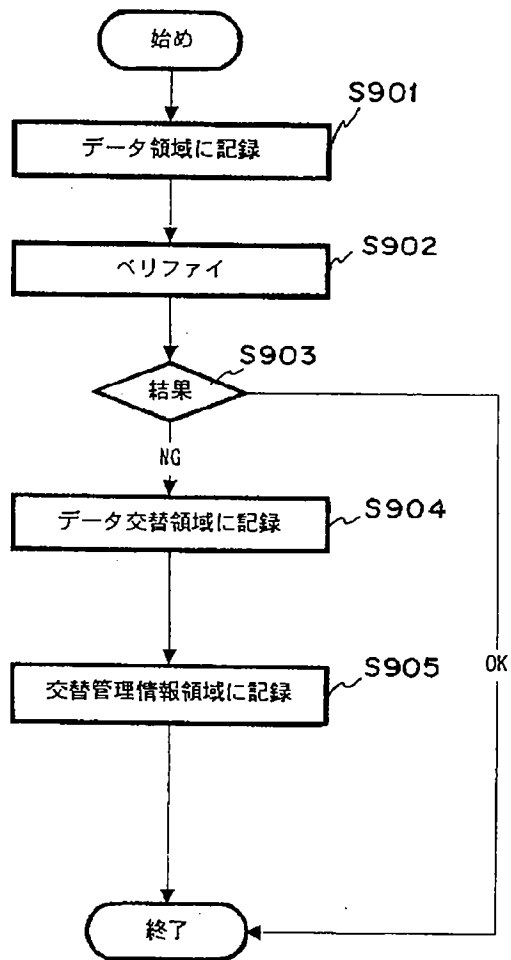 始め
S901
データ領域に記録
S902
ベリファイ
S903
結果
NG
S904
データ交替領域に記録
S905
OK
交替管理情報領域に記録
終了